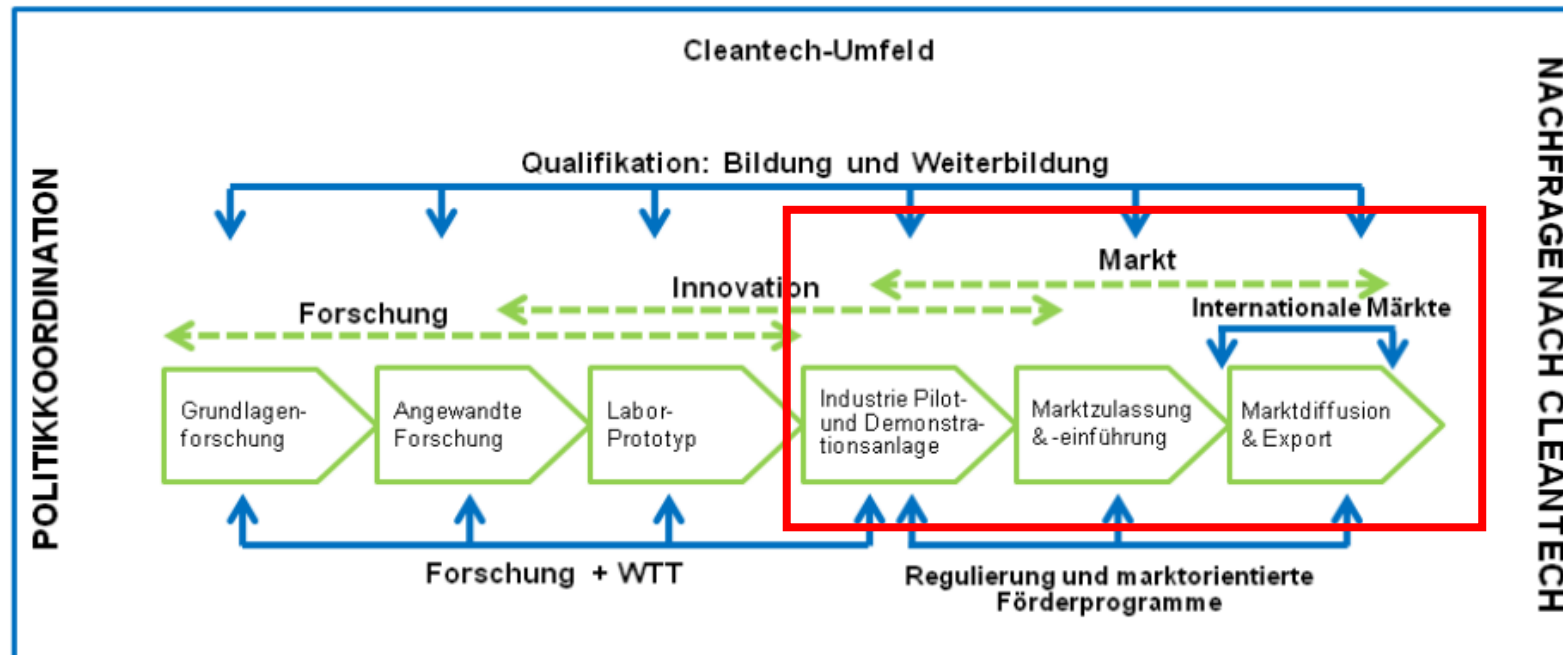 Cleantech-Umfeld
POLITIKKOORDINATION
NACHFRAGE NACH CLEANTECH
Qualifikation: Bildung und Weiterbildung
Markt
Innovation
Internationale Märkte
Forschung
Grundlagen-
forschung
Angewandte
Forschung
Labor-
Prototyp
Industrie Pilot-
und Demonstra-
tionsanlage
Marktzulassung
& -einführung
Marktdiffusion
& Export
Forschung + WTT
Regulierung und marktorientierte
Förderprogramme